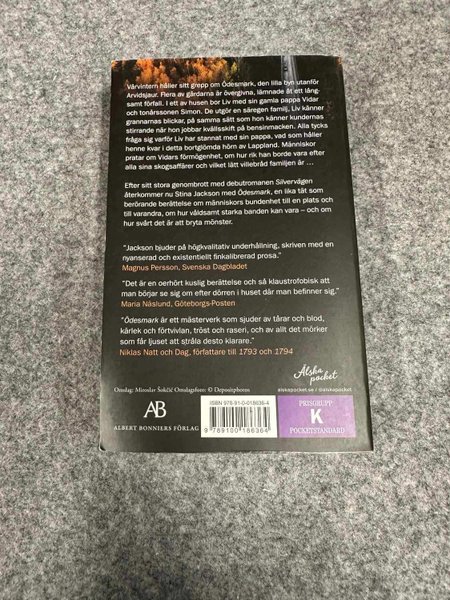 Vårvintern håller sitt grepp om Ödesmark, den lilla byn utanför
Arvidsjaur. Flera av gårdarna är övergivna, lämnade åt ett lång-
samt förfall. I ett av husen bor Liv med sin gamla pappa Vidar
och tonårssonen Simon. De utgör en säregen familj, Liv känner
grannarnas blickar, på samma sätt som hon känner kundernas
stirrande när hon jobbar kvällsskift på bensinmacken. Alla tycks
fråga sig varför Liv har stannat med sin pappa, vad som håller
henne kvar i detta bortglömda hörn av Lappland. Människor
pratar om Vidars förmögenhet, om hur rik han borde vara efter
alla sina skogsaffärer och vilket lätt villebråd familjen är ...
Efter sitt stora genombrott med debutromanen Silvervägen
återkommer nu Stina Jackson med Ödesmark, en lika tät som
berörande berättelse om människors bundenhet till en plats och
till varandra, om hur våldsamt starka banden kan vara – och om
hur svårt det är att bryta mönster.
"Jackson bjuder på högkvalitativ underhållning, skriven med en
nyanserad och existentiellt finkalibrerad prosa."
Magnus Persson, Svenska Dagbladet
"Det är en oerhört kuslig berättelse och så klaustrofobisk att
man börjar se sig om efter dörren i huset där man befinner sig."
Maria Näslund, Göteborgs-Posten
"Ödesmark är ett mästerverk som sjuder av tårar och blod,
kärlek och förtvivlan, tröst och raseri, och av allt det mörker
som får ljuset att stråla desto klarare."
Niklas Natt och Dag, författare till 1793 och 1794
Älska
pocket
alskapocket.se / @alskapocket
Omslag: Miroslav Šokčić Omslagsfoto: © Depositphotos
AB
ALBERT BONNIERS FÖRLAG
ISBN 978-91-0-018636-4
9 789100 186364
PRISGRUPP
K
POCKETSTANDARD